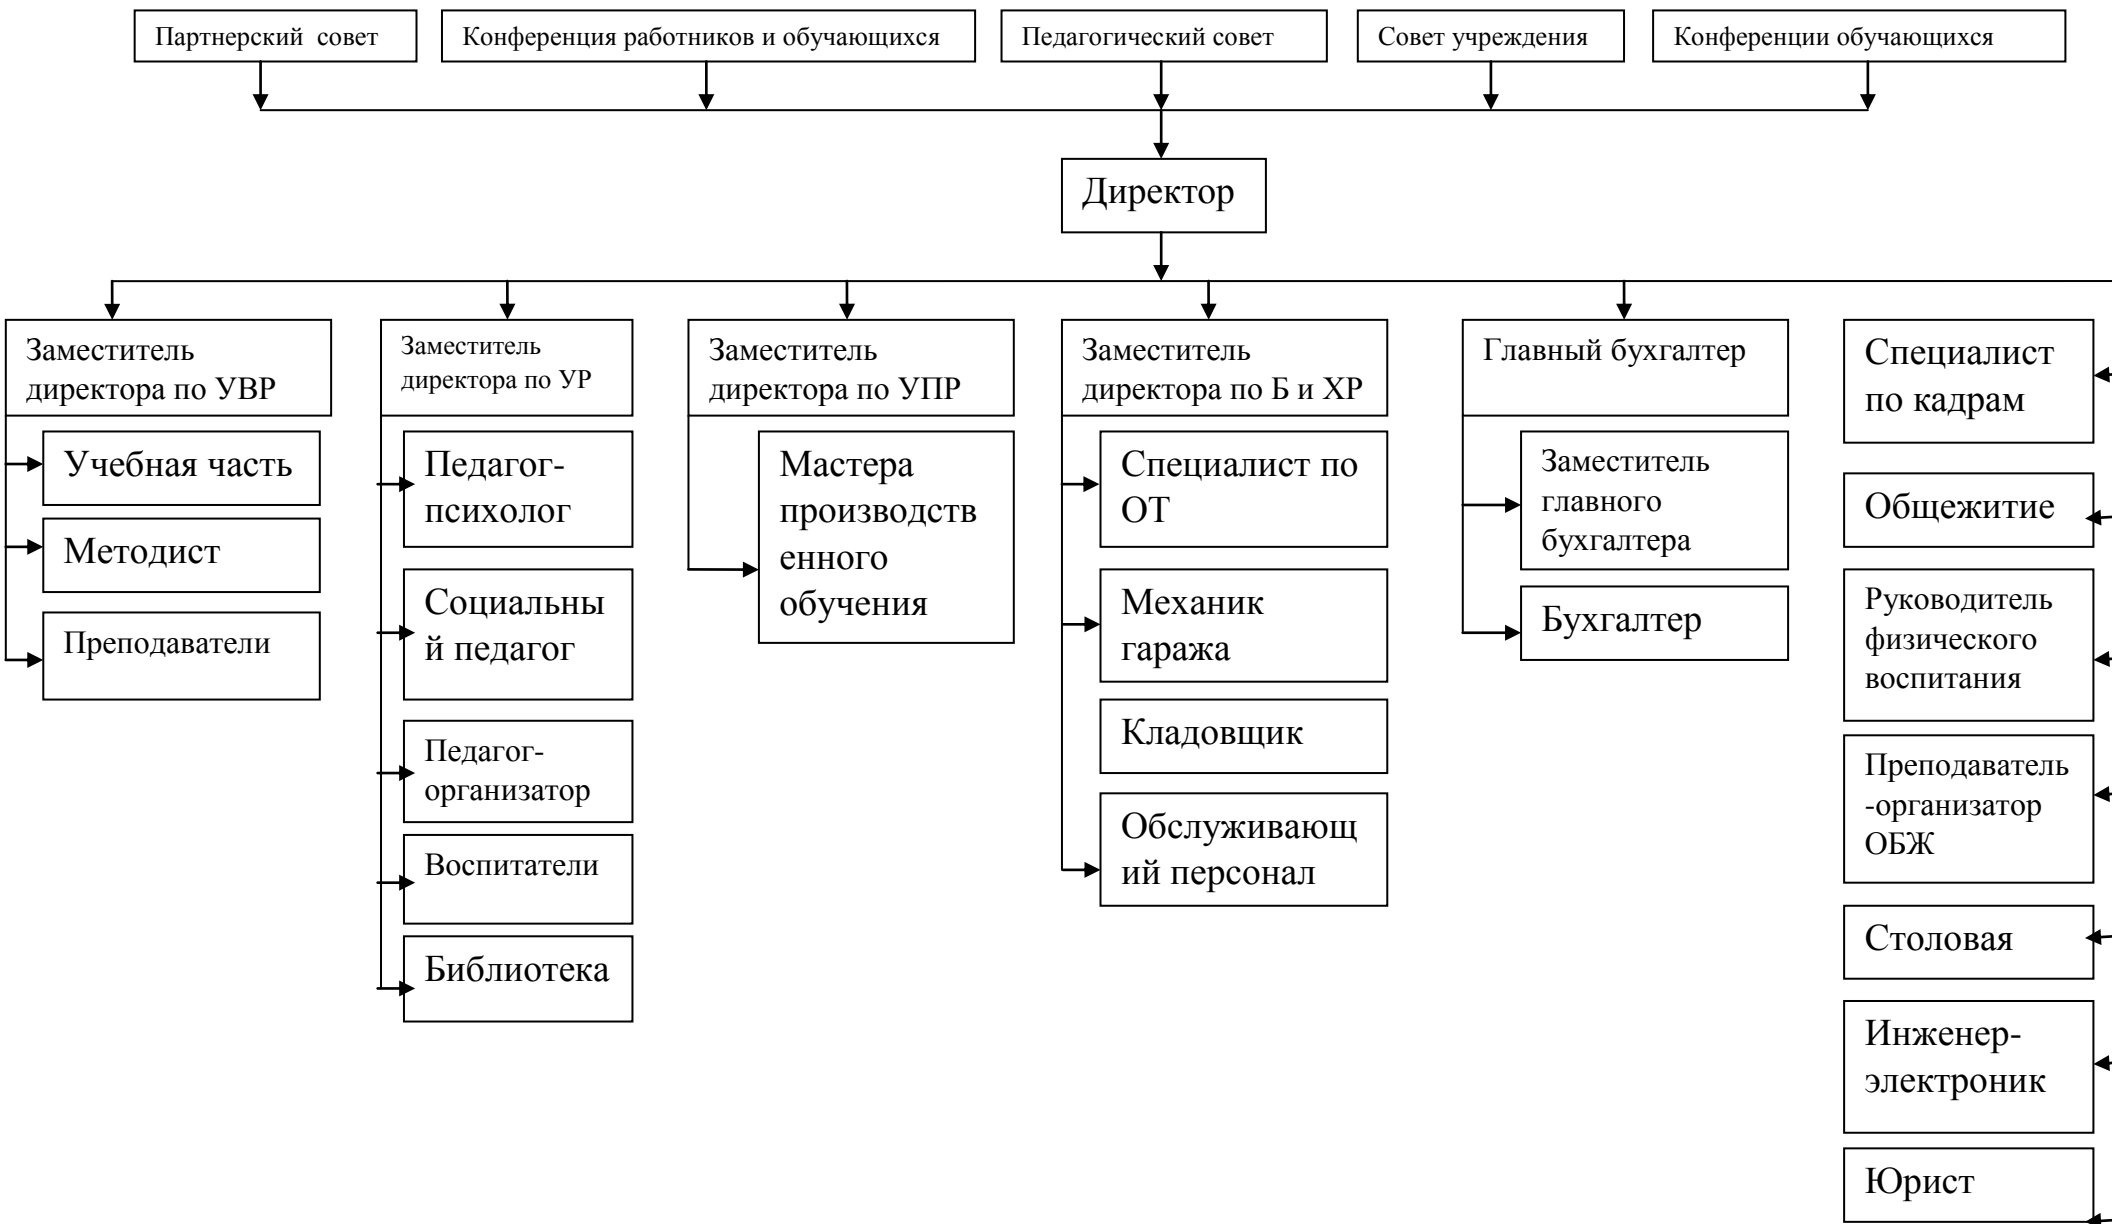 Партнерский совет
Конференция работников и обучающихся
Педагогический совет
Совет учреждения
Конференции обучающихся
Директор
Заместитель
директора по УВР
Учебная часть
Методист
Преподаватели
Заместитель
директора по УР
Педагог-
психолог
Социальны
й педагог
Педагог-
организатор
Воспитатели
Библиотека
Заместитель
директора по УПР
Мастера
производств
енного
обучения
Заместитель
директора по Б и ХР
Специалист по
ОТ
Механик
гаража
Кладовщик
Обслуживающ
ий персонал
Главный бухгалтер
Заместитель
главного
бухгалтера
Бухгалтер
Специалист
по кадрам
Общежитие
Руководитель
физического
воспитания
Преподаватель
-организатор
ОБЖ
Столовая
Инженер-
электроник
Юрист